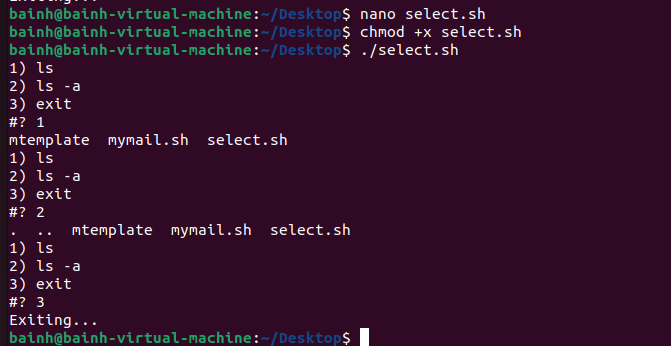 Exiting...
bainh@bainh-virtual-machine:~/Desktop$ nano select.sh
bainh@bainh-virtual-machine:~/Desktop$ chmod +x select.sh
bainh@bainh-virtual-machine:~/Desktop$ ./select.sh
1) ls
2) ls -a
3) exit
#? 1
mtemplate  mymail.sh  select.sh
1) ls
2) ls -a
3) exit
#? 2
.  ..  mtemplate  mymail.sh  select.sh
1) ls
2) ls -a
3) exit
#? 3
Exiting...
bainh@bainh-virtual-machine:~/Desktop$